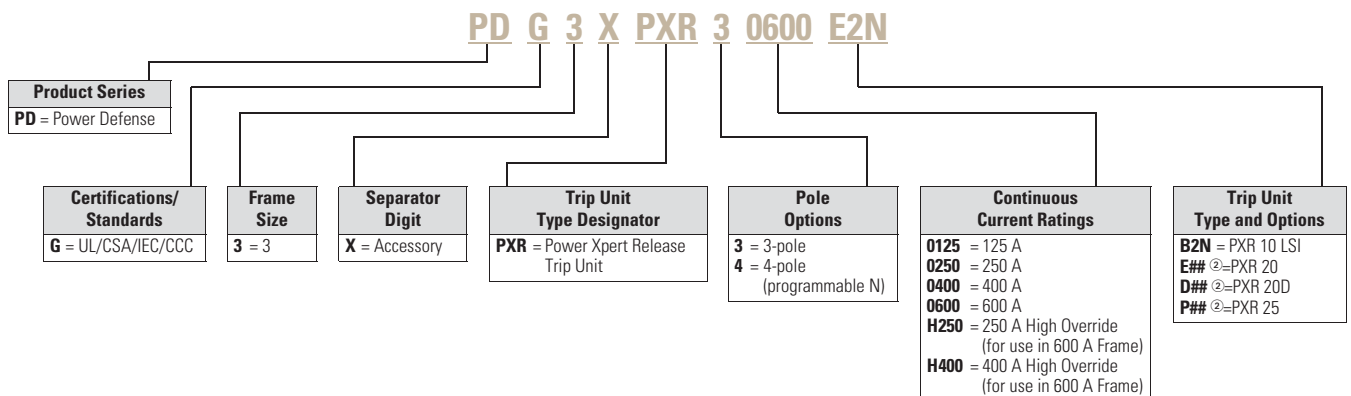 PD G 3 X PXR 3 0600 E2N
Product Series
PD = Power Defense
Certifications/
Standards
G = UL/CSA/IEC/CCC
Frame
Size
3 = 3
Separator
Digit
X = Accessory
Trip Unit
Type Designator
PXR = Power Xpert Release
Trip Unit
Pole
Options
3 = 3-pole
4 = 4-pole
(programmable N)
Continuous
Current Ratings
0125 = 125 A
0250 = 250 A
0400 = 400 A
0600 = 600 A
H250 = 250 A High Override
(for use in 600 A Frame)
H400 = 400 A High Override
(for use in 600 A Frame)
Trip Unit
Type and Options
B2N = PXR 10 LSI
E## ②=PXR 20
D## ②=PXR 20D
P## ②=PXR 25